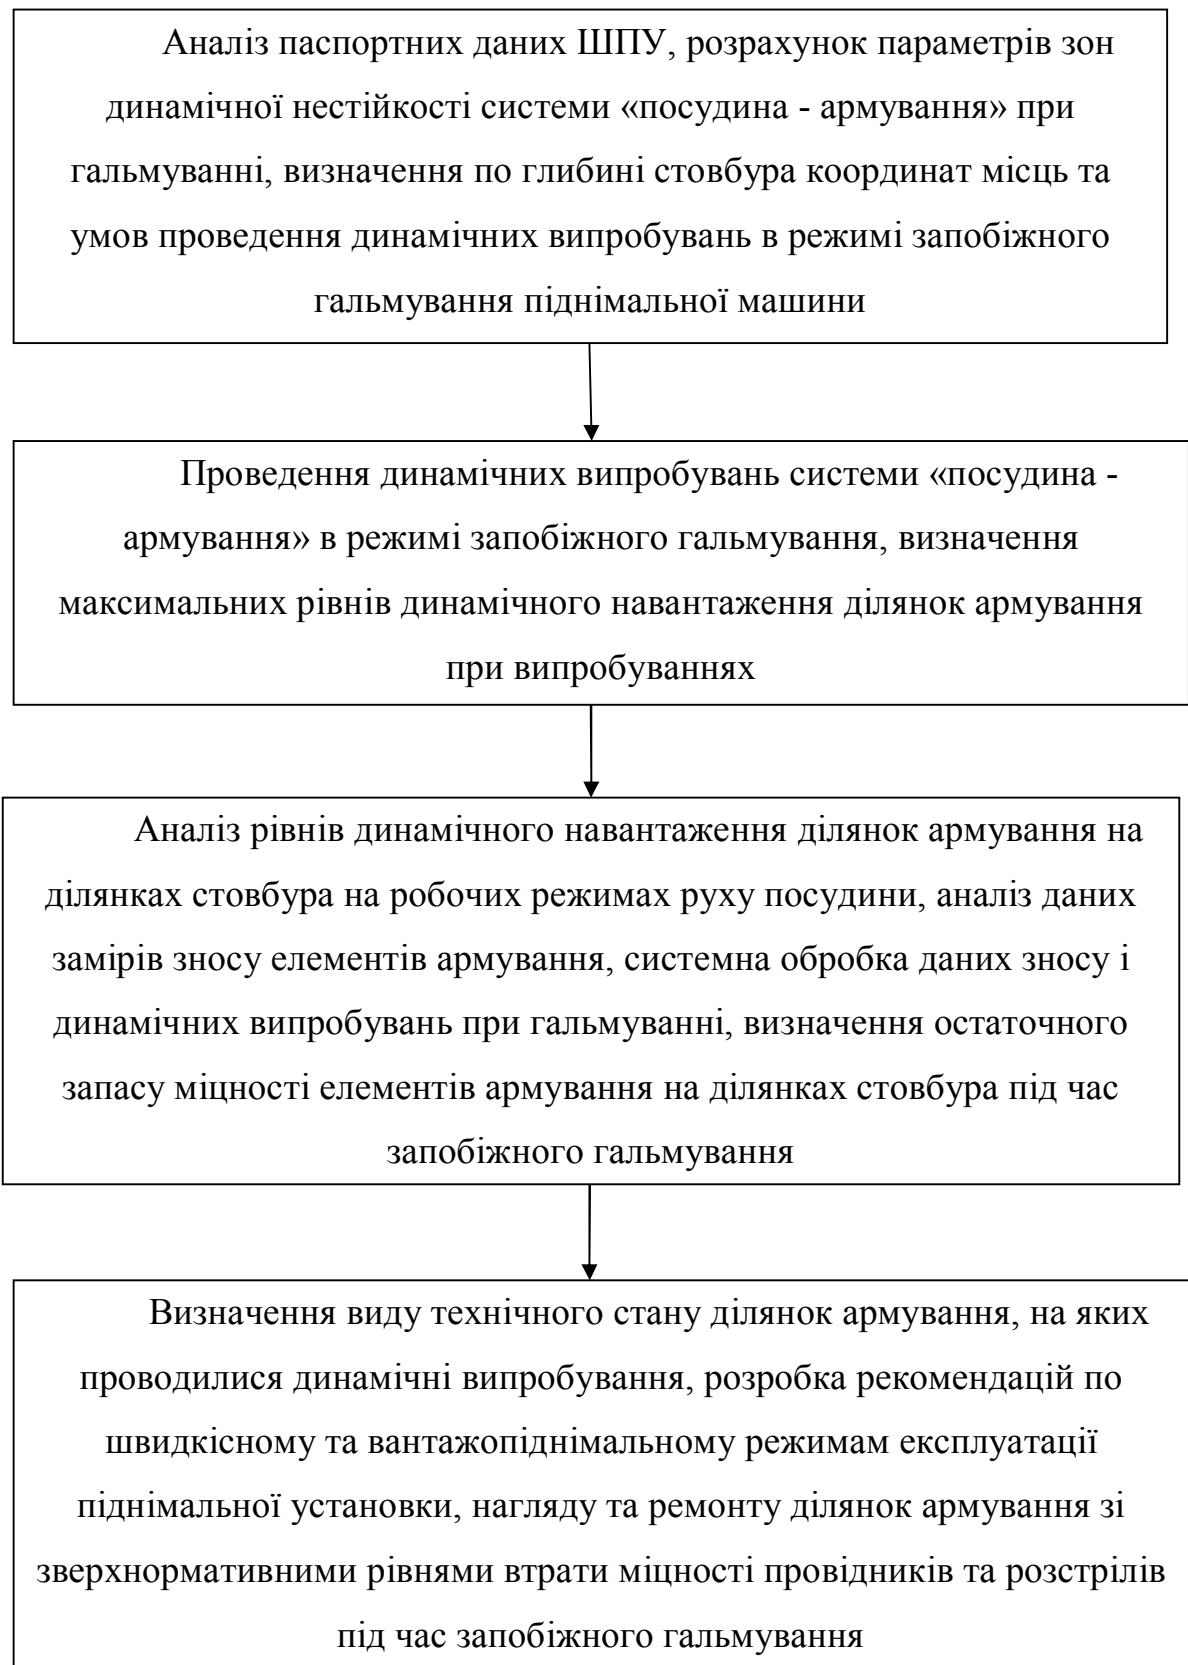 Аналіз паспортних даних ШПУ, розрахунок параметрів зон
динамічної нестійкості системи «посудина - армування» при
гальмуванні, визначення по глибині стовбура координат місць та
умов проведення динамічних випробувань в режимі запобіжного
гальмування піднімальної машини
Проведення динамічних випробувань системи «посудина -
армування» в режимі запобіжного гальмування, визначення
максимальних рівнів динамічного навантаження ділянок армування
при випробуваннях
Аналіз рівнів динамічного навантаження ділянок армування на
ділянках стовбура на робочих режимах руху посудини, аналіз даних
замірів зносу елементів армування, системна обробка даних зносу і
динамічних випробувань при гальмуванні, визначення остаточного
запасу міцності елементів армування на ділянках стовбура під час
запобіжного гальмування
Визначення виду технічного стану ділянок армування, на яких
проводилися динамічні випробування, розробка рекомендацій по
швидкісному та вантажопіднімальному режимам експлуатації
піднімальної установки, нагляду та ремонту ділянок армування зі
зверхнормативними рівнями втрати міцності провідників та розстрілів
під час запобіжного гальмування